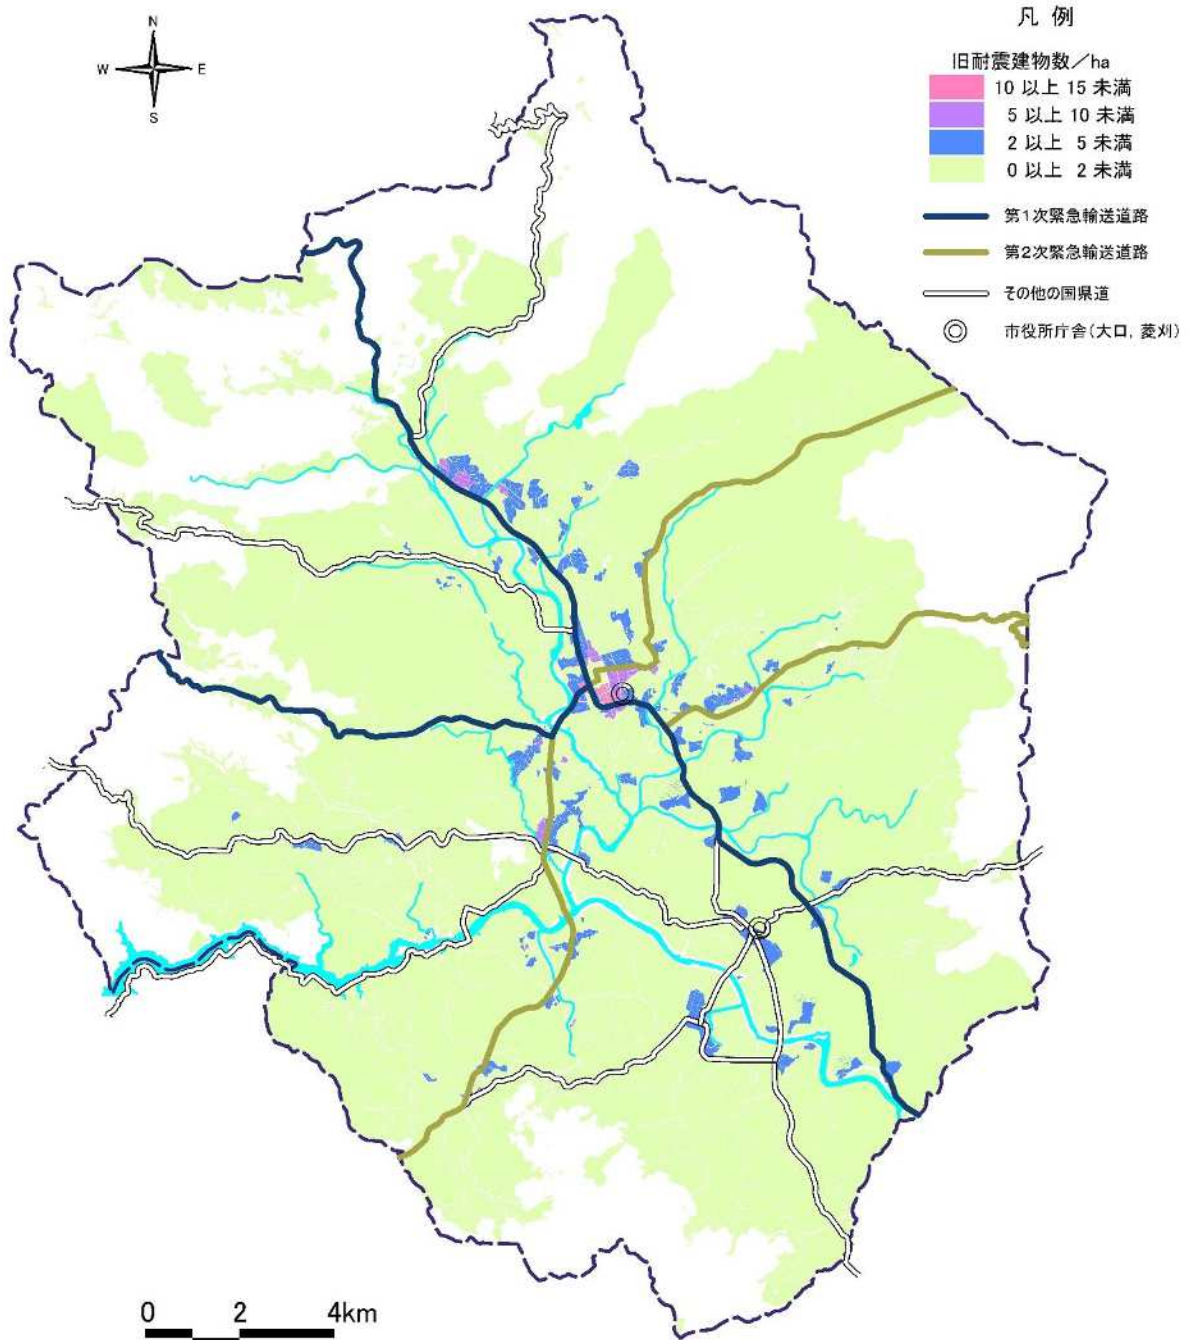 凡 例
旧耐震建物数／ha
10 以上 15 未満
5 以上 10 未満
2 以上 5 未満
0 以上 2 未満
第1次緊急輸送道路
第2次緊急輸送道路
その他の国県道
市役所庁舎(大口, 菱刈)
N
W E
S
0 2 4km